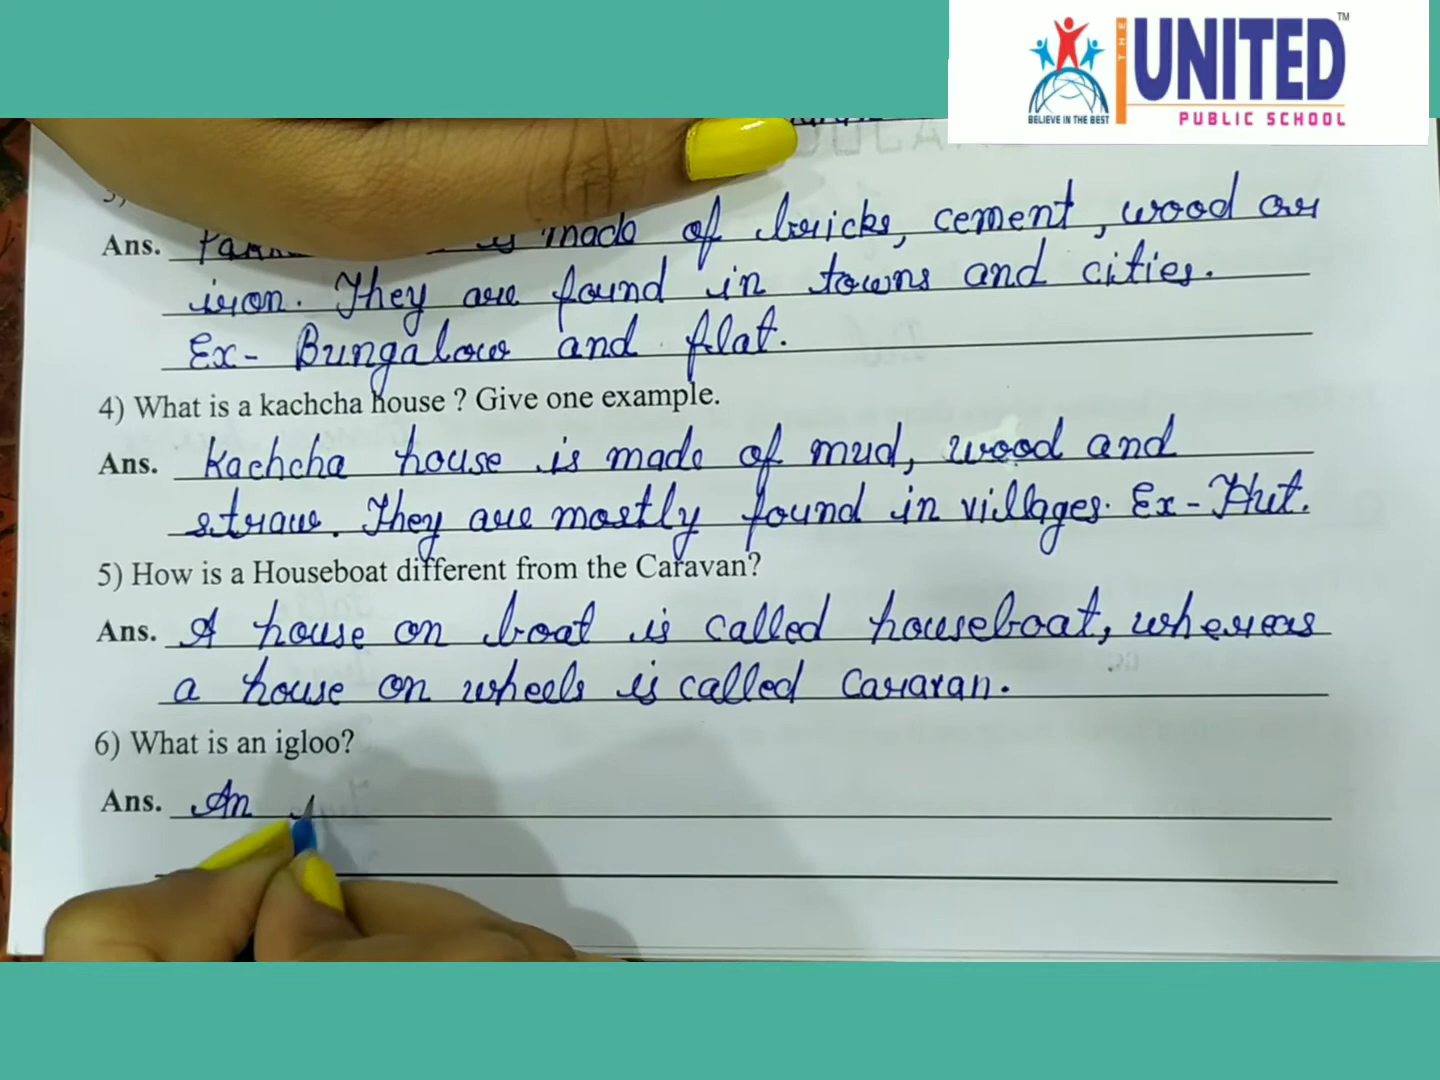 THE UNITED
TM
PUBLIC SCHOOL
BELIEVE IN THE BEST
3)
Ans. is made of bricks, cement, wood or
iron. They are found in towns and cities.
Ex- Bungalow and flat.
4) What is a kachcha house ? Give one example.
Ans. Kachcha house is made of mud, wood and
straw. They are mostly found in villages. Ex- Hut.
5) How is a Houseboat different from the Caravan?
Ans. A house on boat is called houseboat, whereas
a house on wheels is called Caravan.
6) What is an igloo?
Ans. An